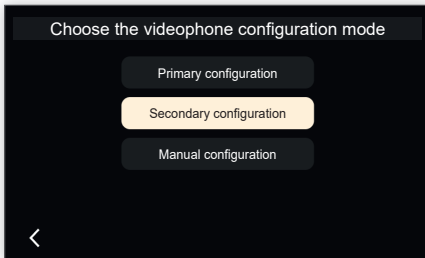 Choose the videophone configuration mode
Primary configuration
Secondary configuration
Manual configuration